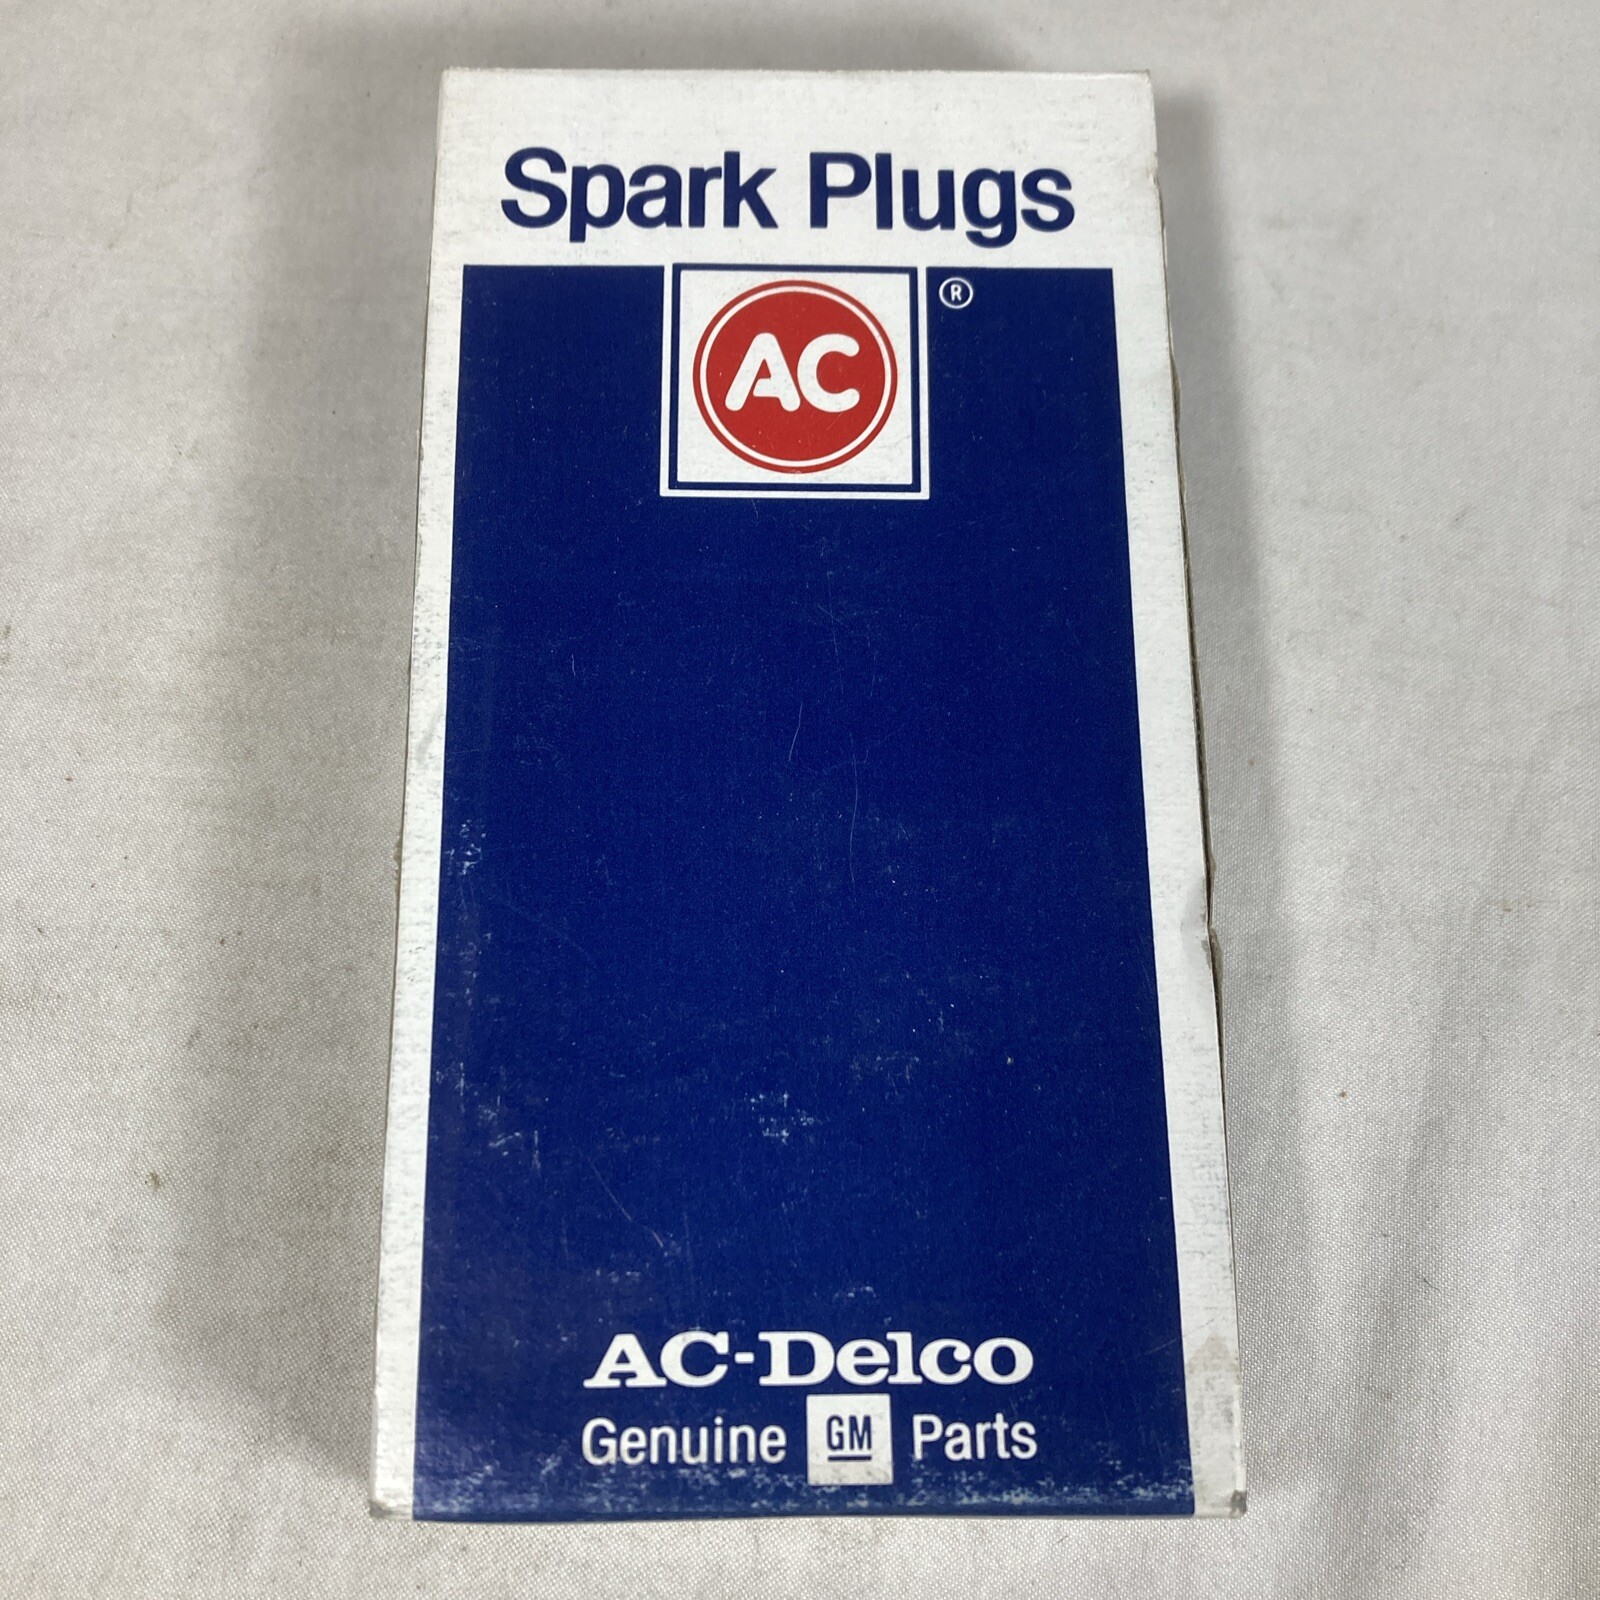 Spark Plugs
AC ®
AC-Delco
Genuine GM Parts